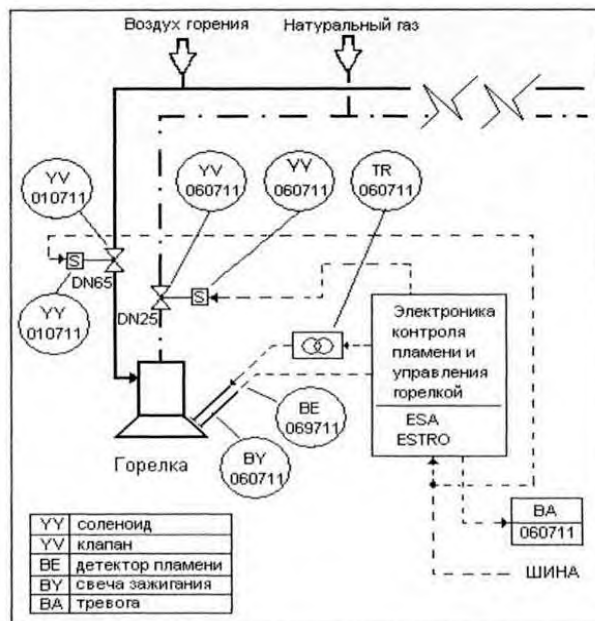 Воздух горения
Натуральный газ
YV
010711
YV
060711
YY
060711
TR
060711
S
DN65
YY
010711
S
DN25
Электроника
контроля
пламени и
управления
горелкой
ESA
ESTRO
BE
069711
BY
060711
Горелка
BA
060711
ШИНА
YY соленоид
YV клапан
BE детектор пламени
BY свеча зажигания
BA тревога